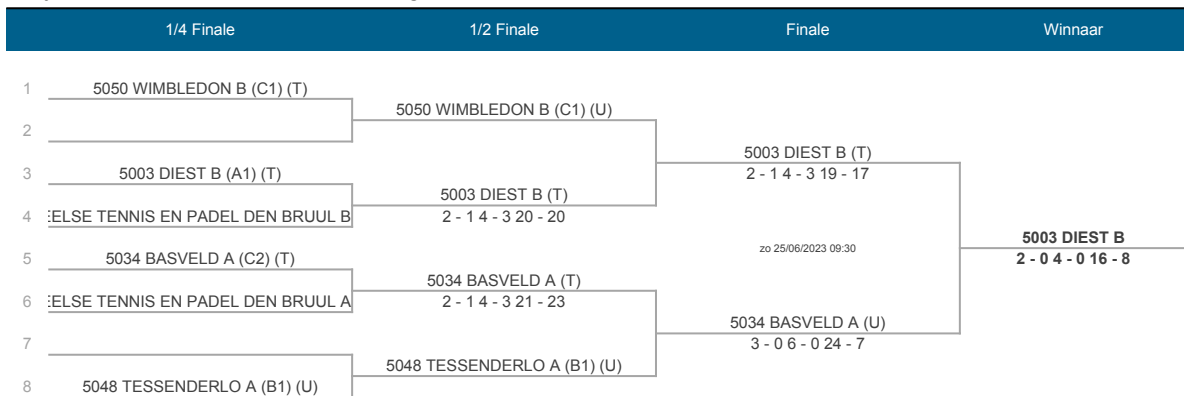 1/4 Finale 1/2 Finale Finale Winnaar
1 5050 WIMBLEDON B (C1) (T)
5050 WIMBLEDON B (C1) (U)
2
5003 DIEST B (T)
3 5003 DIEST B (A1) (T)
2 - 1 4 - 3 19 - 17
5003 DIEST B (T)
4 ELSE TENNIS EN PADEL DEN BRUUL B
2 - 1 4 - 3 20 - 20
5003 DIEST B
zo 25/06/2023 09:30
5 5034 BASVELD A (C2) (T)
2 - 0 4 - 0 16 - 8
5034 BASVELD A (T)
6 ELSE TENNIS EN PADEL DEN BRUUL A
2 - 1 4 - 3 21 - 23
5034 BASVELD A (U)
7
3 - 0 6 - 0 24 - 7
5048 TESSENDERLO A (B1) (U)
8 5048 TESSENDERLO A (B1) (U)